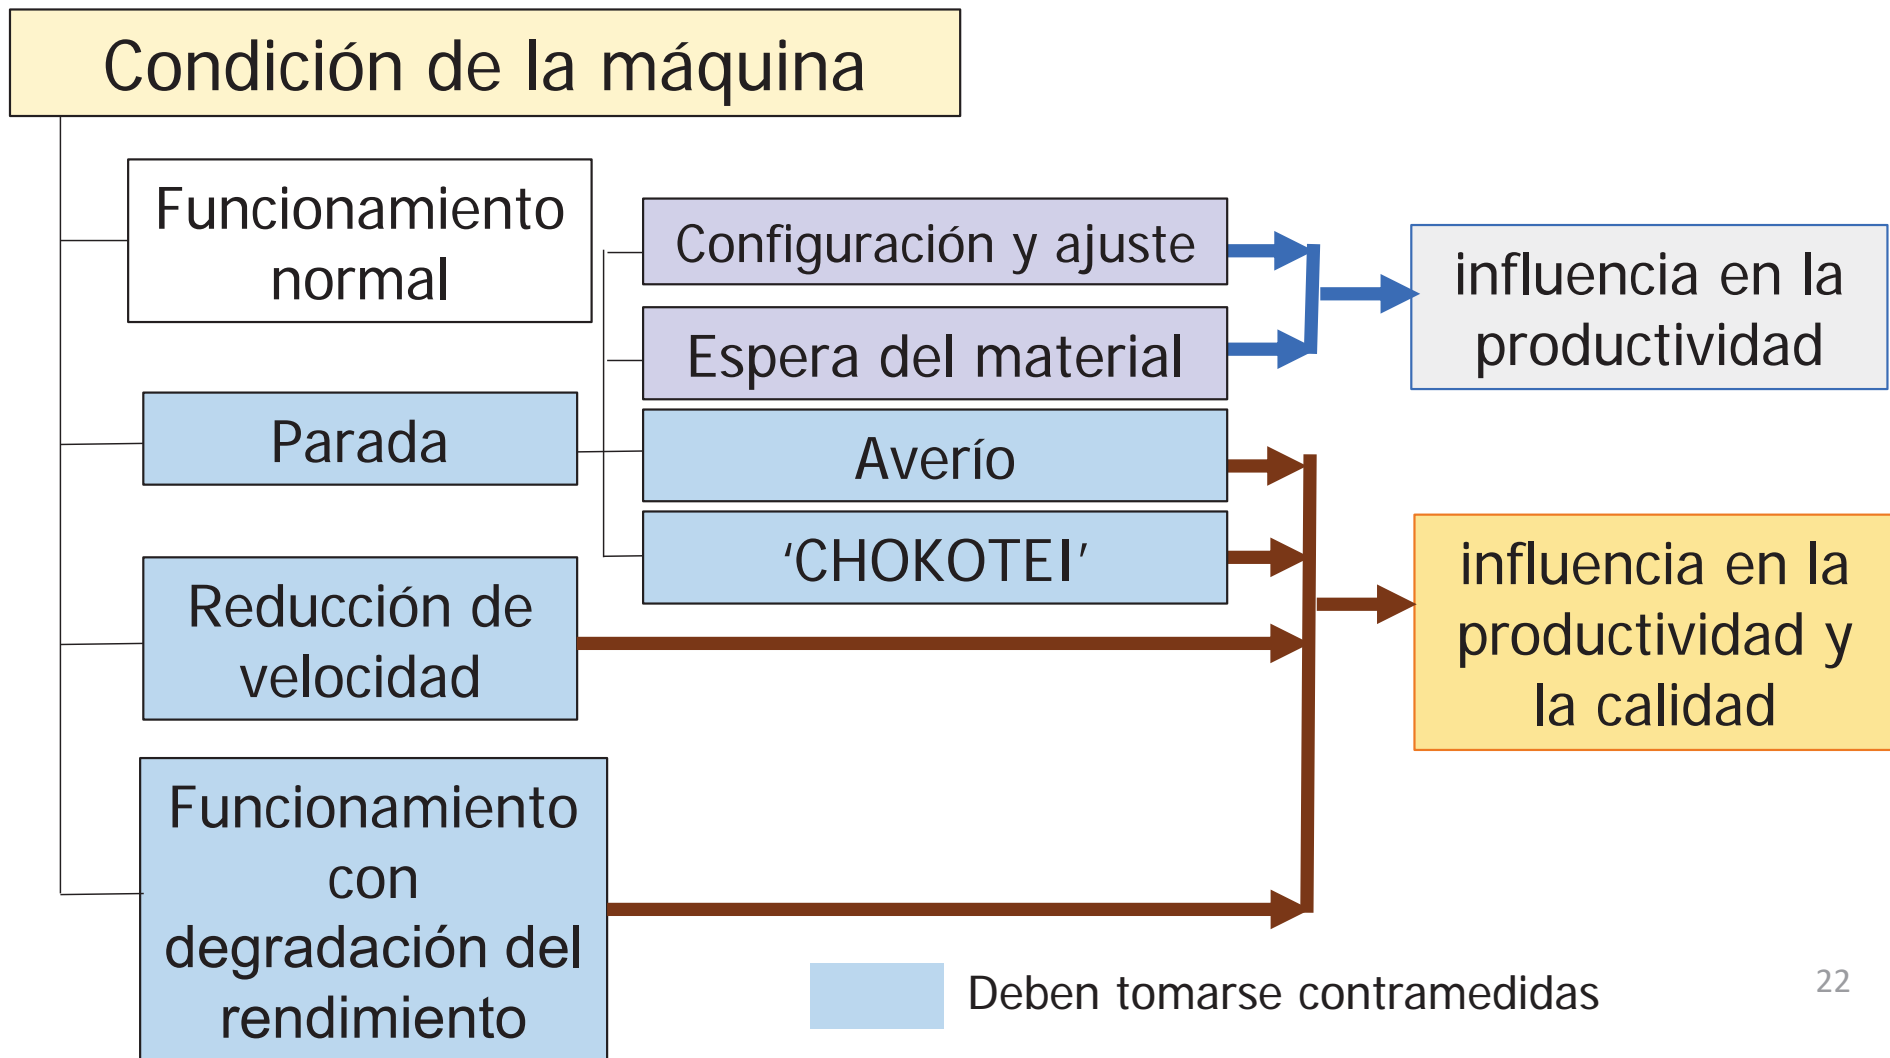 Condición de la máquina
Funcionamiento
normal
Configuración y ajuste
influencia en la
productividad
Espera del material
Parada
Averío
‘CHOKOTEI’
Reducción de
velocidad
influencia en la
productividad y
la calidad
Funcionamiento
con
degradación del
rendimiento
Deben tomarse contramedidas
22